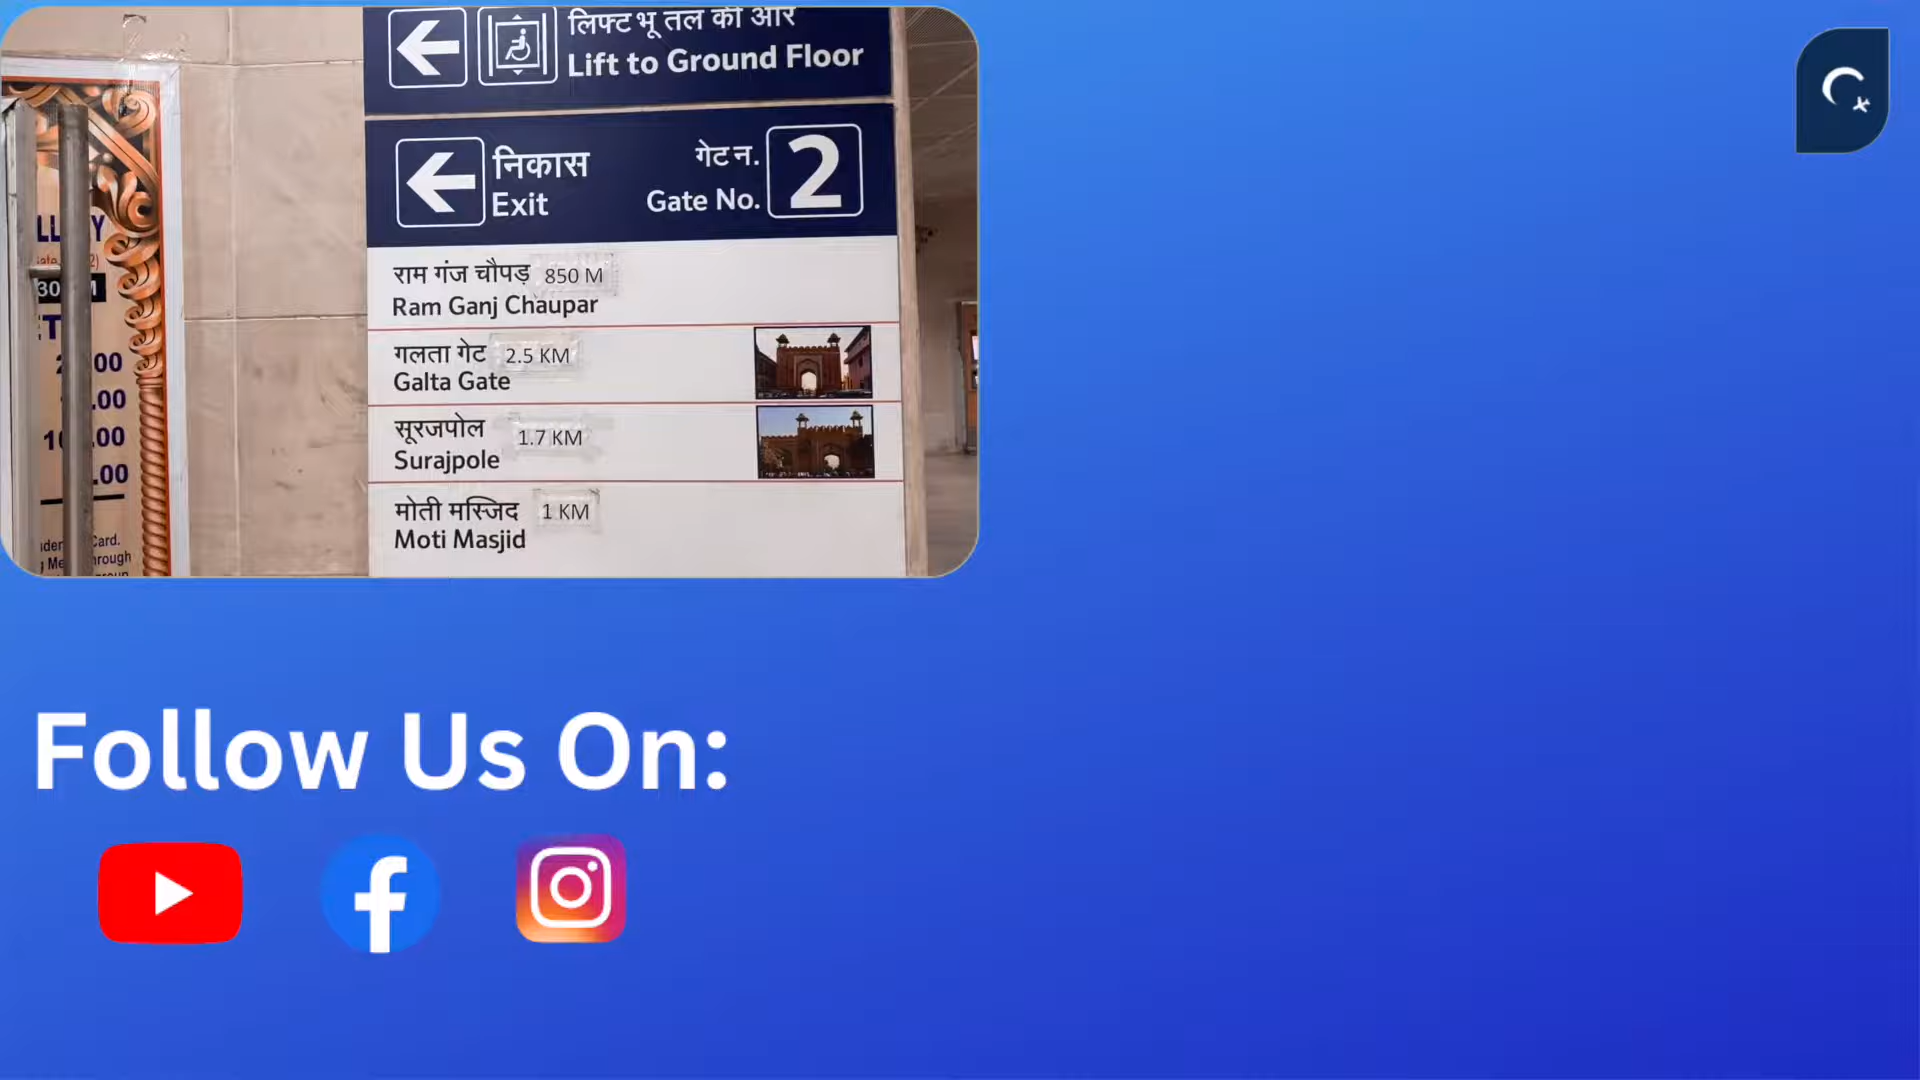 लिफ्ट भू तल की ओर
Lift to Ground Floor
निकास
Exit
गेट न.
Gate No.
2
राम गंज चौपड़ 850 M
Ram Ganj Chaupar
गलता गेट 2.5 KM
Galta Gate
सूरजपोल 1.7 KM
Surajpole
मोती मस्जिद 1 KM
Moti Masjid
Card.
Follow Us On: